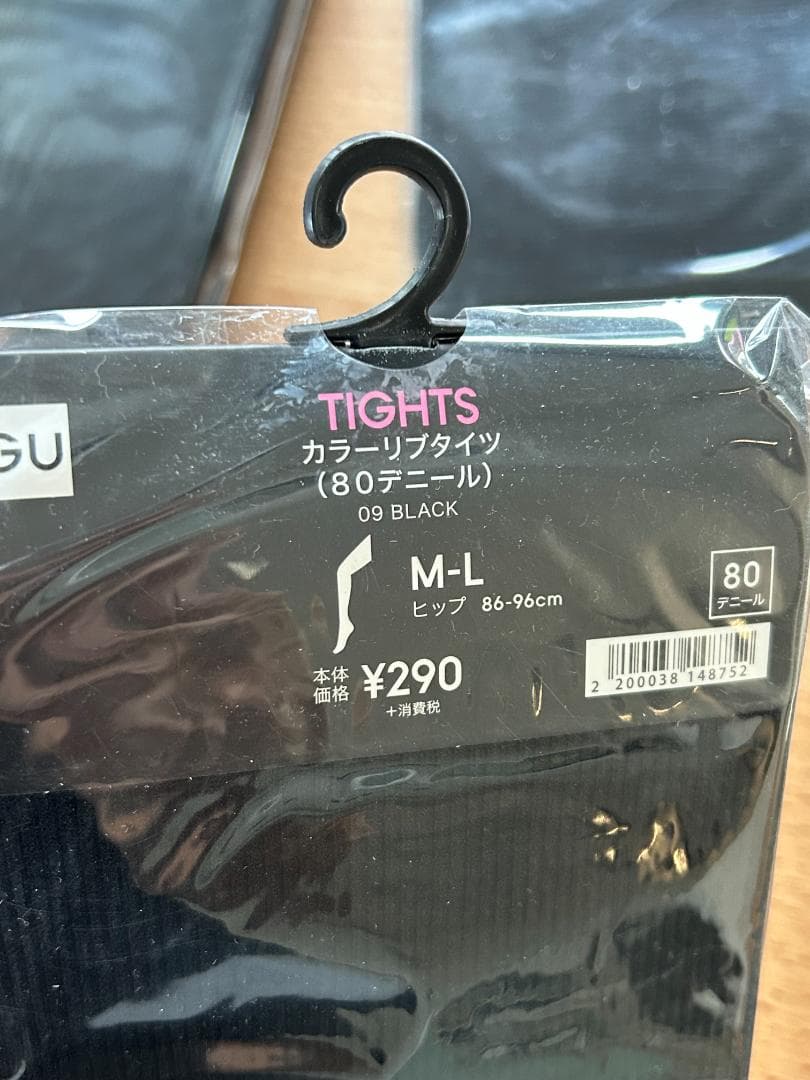 GU
TIGHTS
カラーリブタイツ
（80デニール）
09 BLACK
M-L
ヒップ 86-96cm
80
デニール
本体
価格 ¥290
+消費税
2 200038 148752